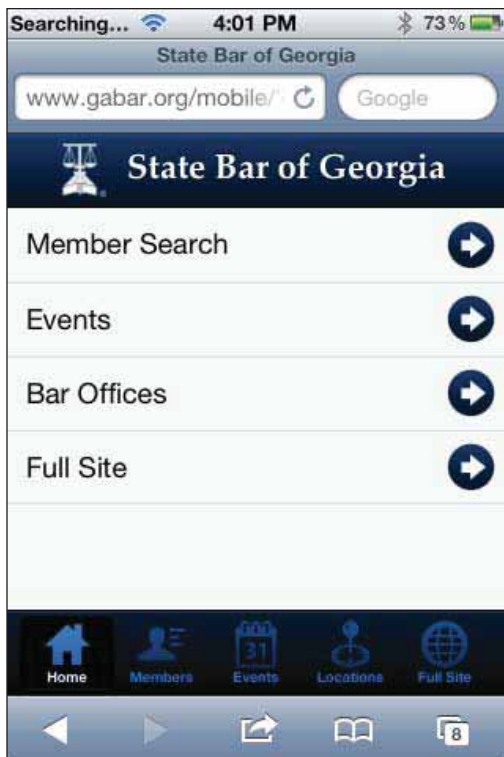 Searching... 4:01 PM 73%
State Bar of Georgia
www.gabar.org/mobile/ Google
State Bar of Georgia
Member Search
Events
Bar Offices
Full Site
31
Home Members Events Locations Full Site
8